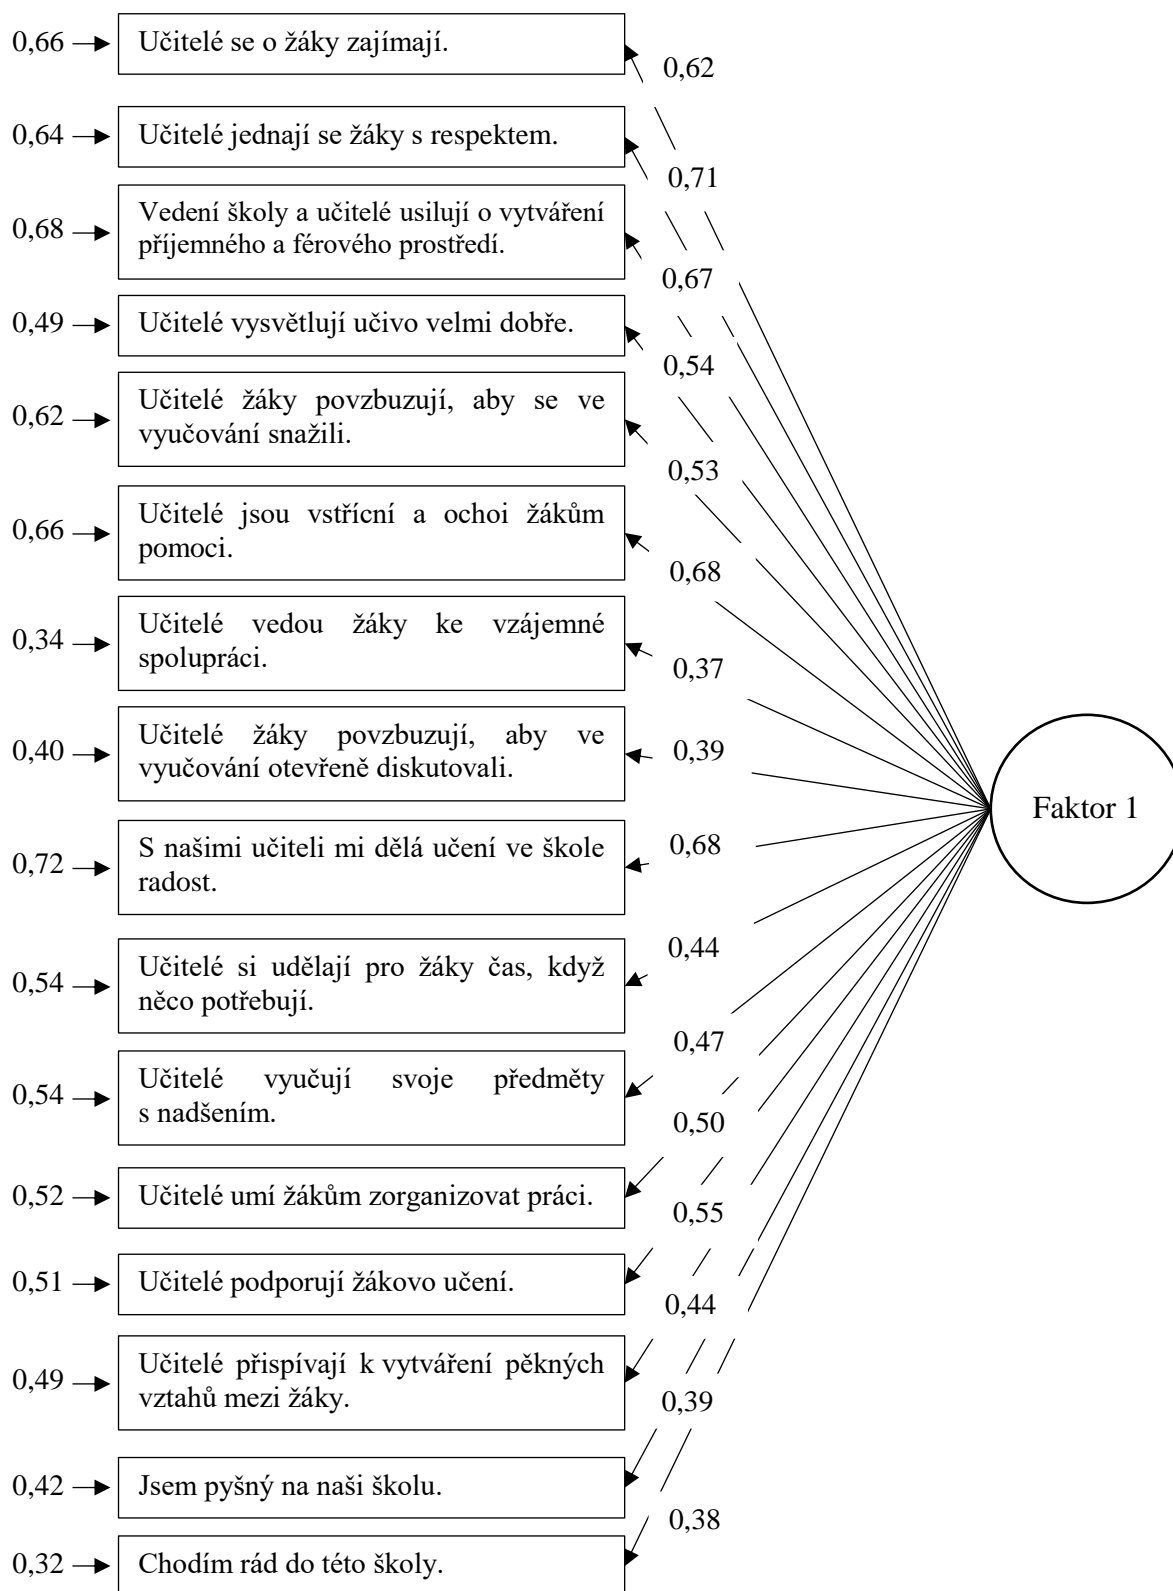 0,66
Učitelé se o žáky zajímají.
0,62
0,64
Učitelé jednají se žáky s respektem.
0,71
0,68
Vedení školy a učitelé usilují o vytváření
příjemného a férového prostředí.
0,67
0,49
Učitelé vysvětlují učivo velmi dobře.
0,54
0,62
Učitelé žáky povzbuzují, aby se ve
vyučování snažili.
0,53
0,66
Učitelé jsou vstřícní a ochoi žákům
pomoci.
0,68
0,34
Učitelé vedou žáky ke vzájemné
spolupráci.
0,37
0,40
Učitelé žáky povzbuzují, aby ve
vyučování otevřeně diskutovali.
0,39
Faktor 1
0,72
S našimi učiteli mi dělá učení ve škole
radost.
0,68
0,54
Učitelé si udělají pro žáky čas, když
něco potřebují.
0,44
0,54
Učitelé vyučují svoje předměty
s nadšením.
0,47
0,52
Učitelé umí žákům zorganizovat práci.
0,50
0,51
Učitelé podporují žákovo učení.
0,55
0,49
Učitelé přispívají k vytváření pěkných
vztahů mezi žáky.
0,44
0,42
Jsem pyšný na naši školu.
0,39
0,32
Chodím rád do této školy.
0,38